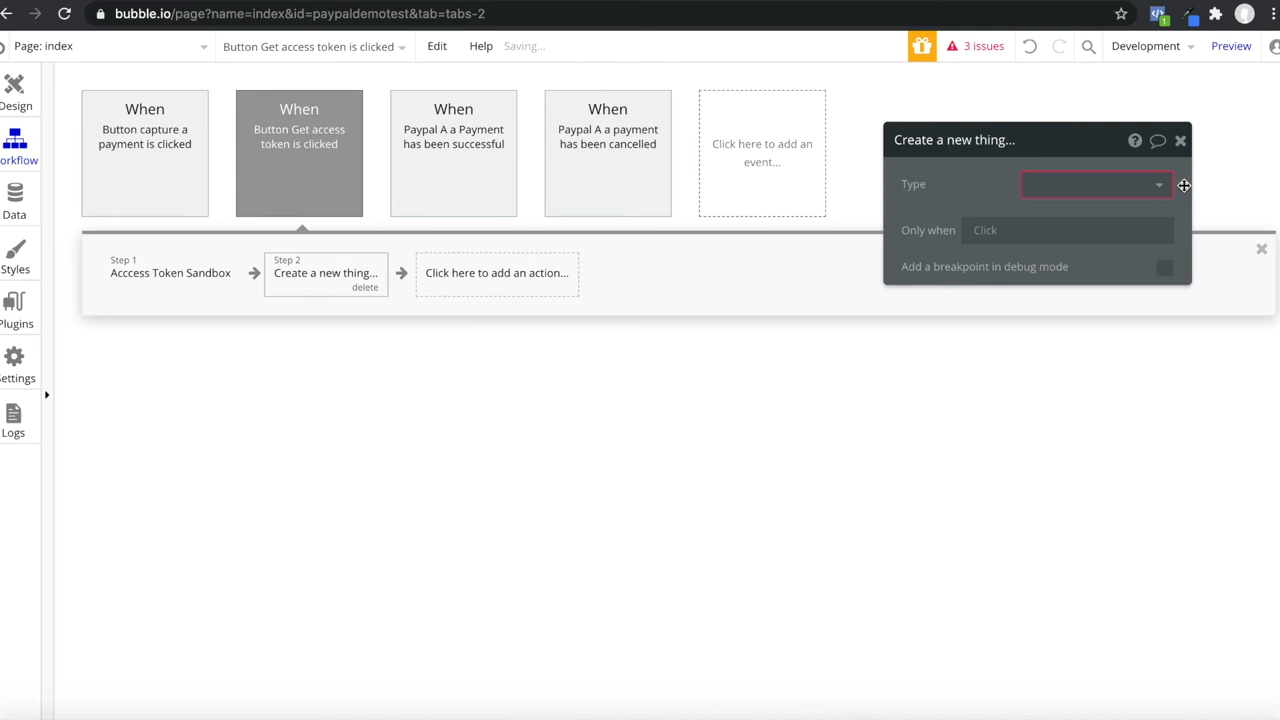 bubble.io/page?name=index&id=paypaldemotest&tab=tabs-2
1
Page: index
Button Get access token is clicked
Edit
Help
Saving...
3 issues
Development
Preview
Design
orkflow
Data
Styles
Plugins
Settings
Logs
When
Button capture a
payment is clicked
When
Button Get access
token is clicked
When
Paypal A a Payment
has been successful
When
Paypal A a payment
has been cancelled
Click here to add an
event...
Step 1
Acccess Token Sandbox
Step 2
Create a new thing...
delete
Click here to add an action...
Create a new thing...
?
Type
Only when
Click
Add a breakpoint in debug mode